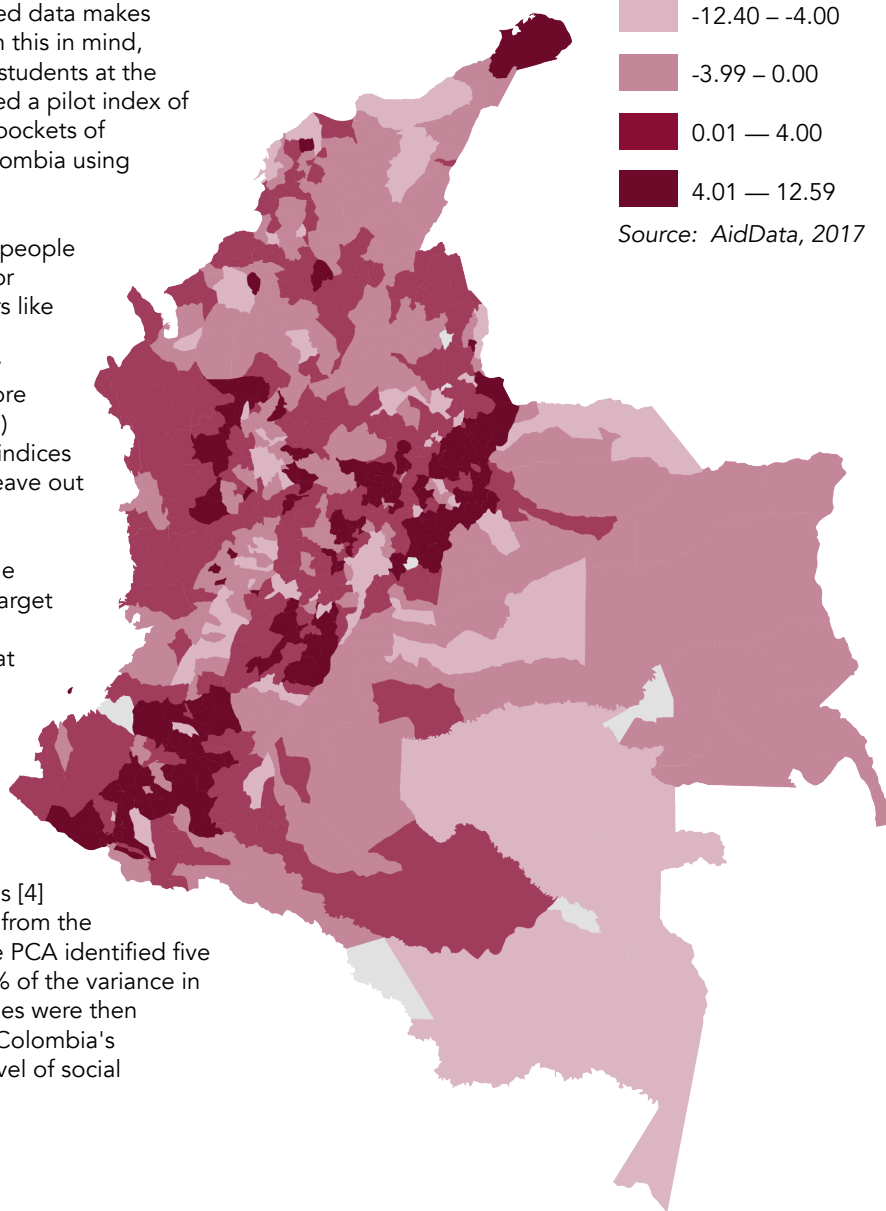 ed data makes
n this in mind,
students at the
ed a pilot index of
pockets of
ombia using
people
or
rs like
ore
)
indices
eave out
e
arget
at
s [4]
from the
e PCA identified five
% of the variance in
es were then
Colombia's
vel of social
-12.40 – -4.00
-3.99 – 0.00
0.01 — 4.00
4.01 — 12.59
Source: AidData, 2017